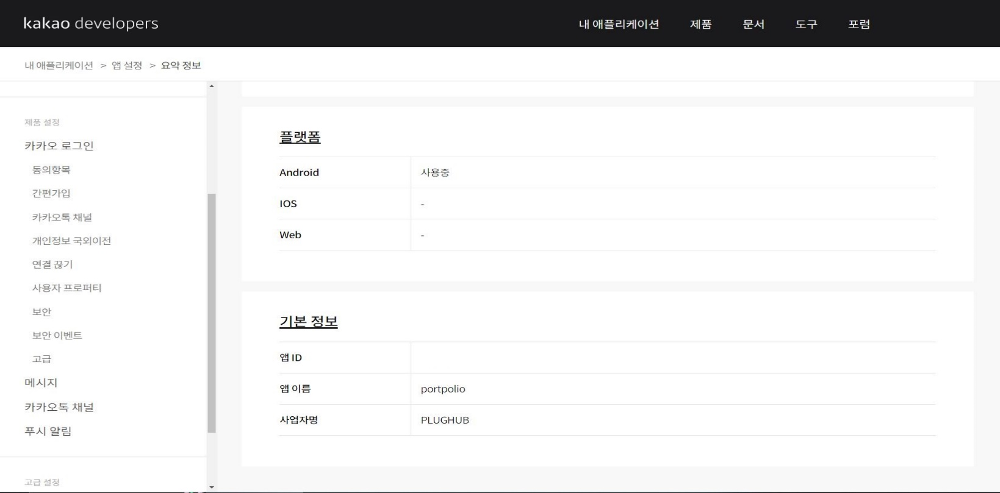 kakao developers
내 애플리케이션 제품 문서 도구 포럼
내 애플리케이션 > 앱 설정 > 요약 정보
제품 설정
카카오 로그인
동의항목
간편가입
카카오톡 채널
개인정보 국외이전
연결 끊기
사용자 프로퍼티
보안
보안 이벤트
고급
메시지
카카오톡 채널
푸시 알림
고급 설정
플랫폼
Android 사용중
IOS -
Web -
기본 정보
앱 ID
앱 이름 portpolio
사업자명 PLUGHUB